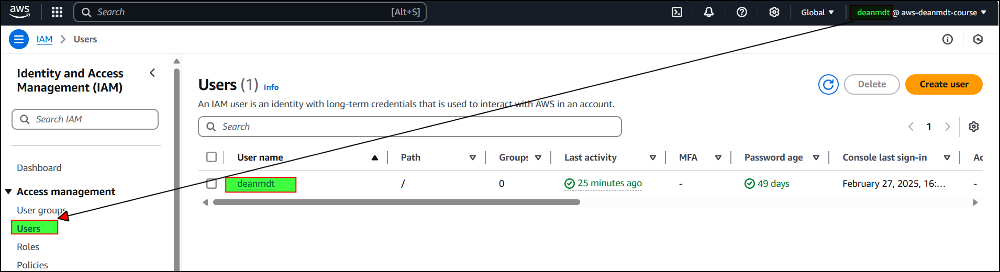 aws Search [Alt+S] Global deanmdt @ aws-deanmdt-course
IAM Users
Identity and Access
Management (IAM)
Search IAM
Dashboard
Access management
User groups
Users
Roles
Policies
Users (1) Info
Delete Create user
An IAM user is an identity with long-term credentials that is used to interact with AWS in an account.
Search
1
User name Path Groups Last activity MFA Password age Console last sign-in Ac
deanmdt / 0 25 minutes ago - 49 days February 27, 2025, 16:... -